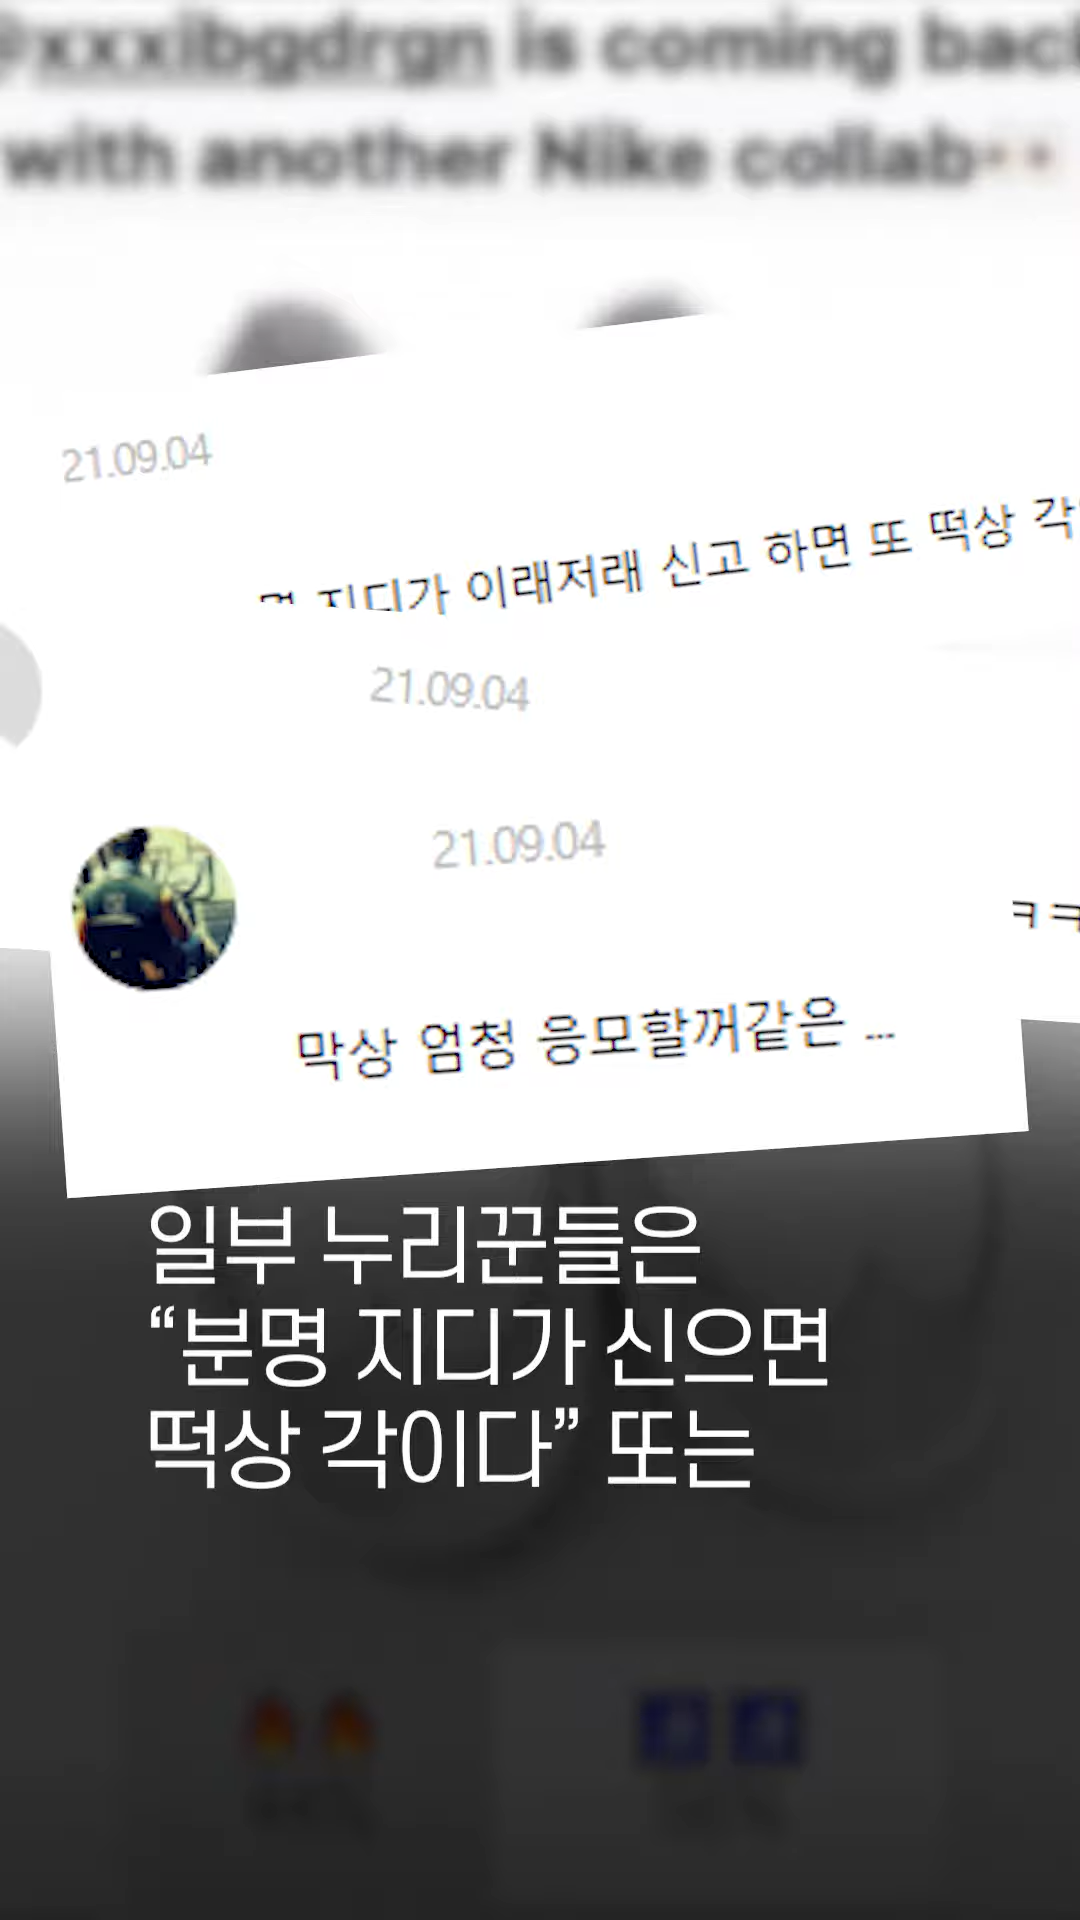 @xxxibgdrgn is coming back
with another Nike collab
21.09.04
지디가 이래저래 신고 하면 또 떡상 각
21.09.04
21.09.04
ㅋㅋ
막상 엄청 응모할꺼같은 ...
일부 누리꾼들은
“분명 지디가 신으면
떡상 각이다” 또는